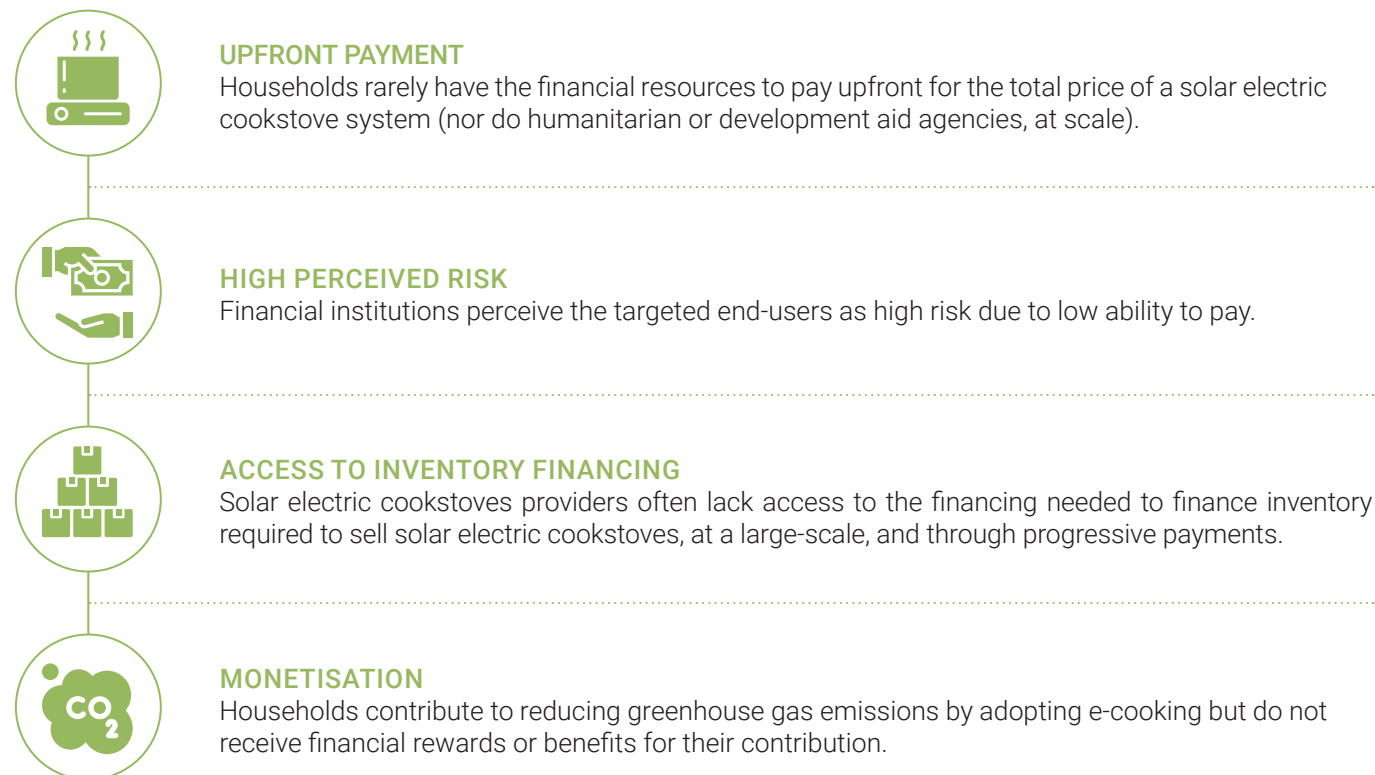 UPFRONT PAYMENT
Households rarely have the financial resources to pay upfront for the total price of a solar electric
cookstove system (nor do humanitarian or development aid agencies, at scale).
HIGH PERCEIVED RISK
Financial institutions perceive the targeted end-users as high risk due to low ability to pay.
ACCESS TO INVENTORY FINANCING
Solar electric cookstoves providers often lack access to the financing needed to finance inventory
required to sell solar electric cookstoves, at a large-scale, and through progressive payments.
CO2
MONETISATION
Households contribute to reducing greenhouse gas emissions by adopting e-cooking but do not
receive financial rewards or benefits for their contribution.